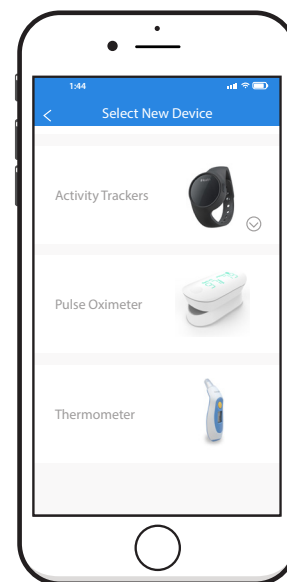 1:44
Select New Device
Activity Trackers
Pulse Oximeter
Thermometer